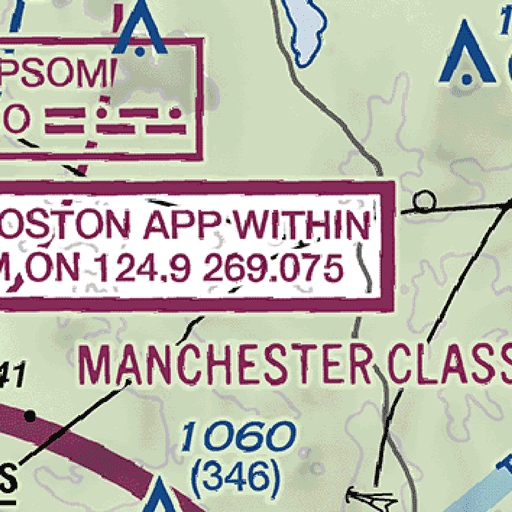 PSOMI
OSTON APP WITHIN
ON 124.9 269.075
MANCHESTER CLASS
41
1060
(346)
S